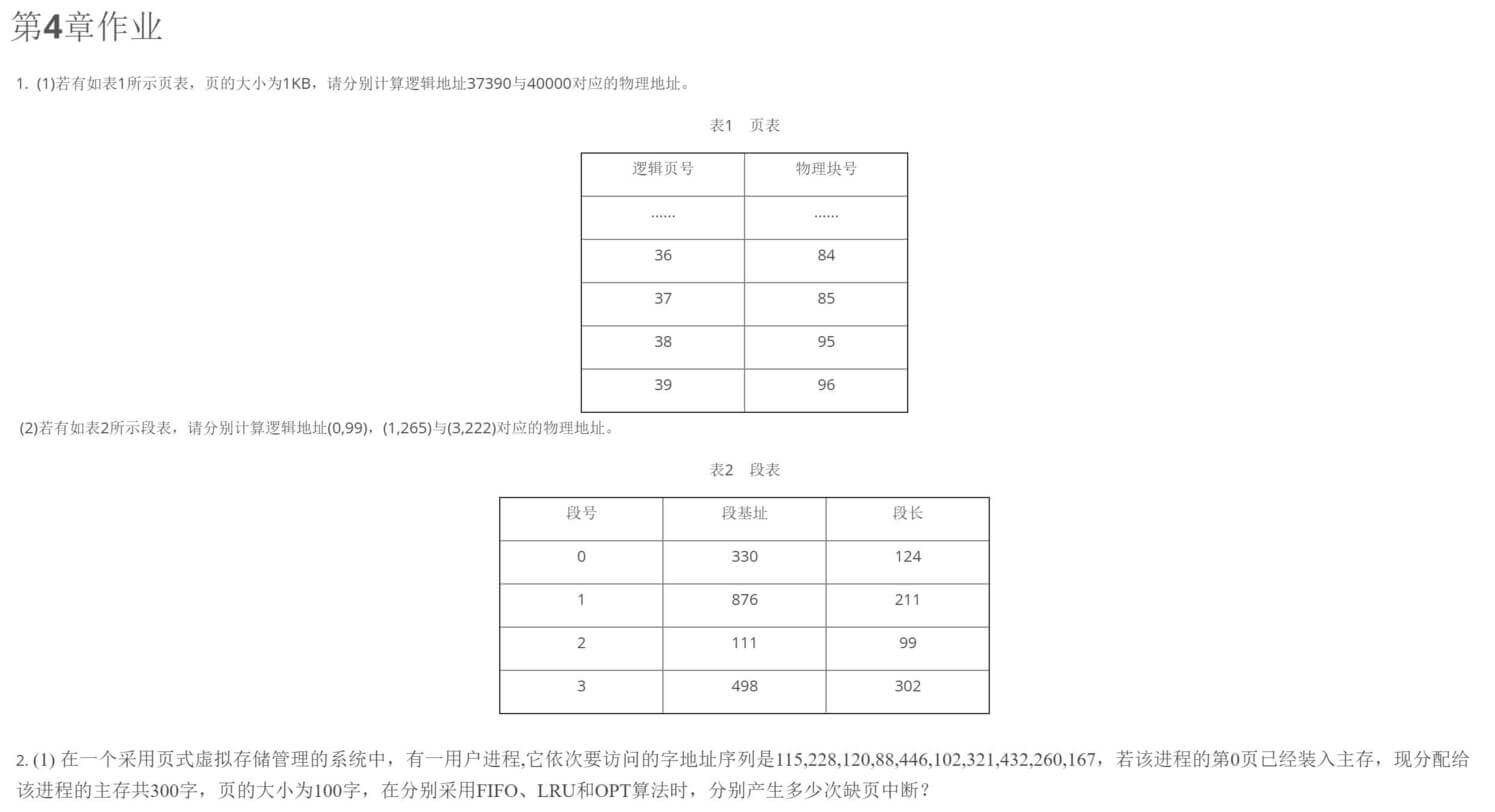 第4章作业
1. (1)若有如表1所示页表，页的大小为1KB，请分别计算逻辑地址37390与40000对应的物理地址。
表1 页表
逻辑页号 物理块号
...... ......
36 84
37 85
38 95
39 96
(2)若有如表2所示段表，请分别计算逻辑地址(0,99)，(1,265)与(3,222)对应的物理地址。
表2 段表
段号 段基址 段长
0 330 124
1 876 211
2 111 99
3 498 302
2. (1) 在一个采用页式虚拟存储管理的系统中，有一用户进程,它依次要访问的字地址序列是115,228,120,88,446,102,321,432,260,167，若该进程的第0页已经装入主存，现分配给
该进程的主存共300字，页的大小为100字，在分别采用FIFO、LRU和OPT算法时，分别产生多少次缺页中断？